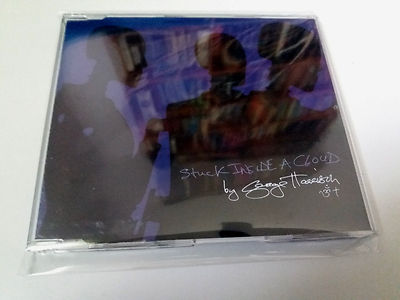 Stuck INSIDE A CLOUD
by George Harrison